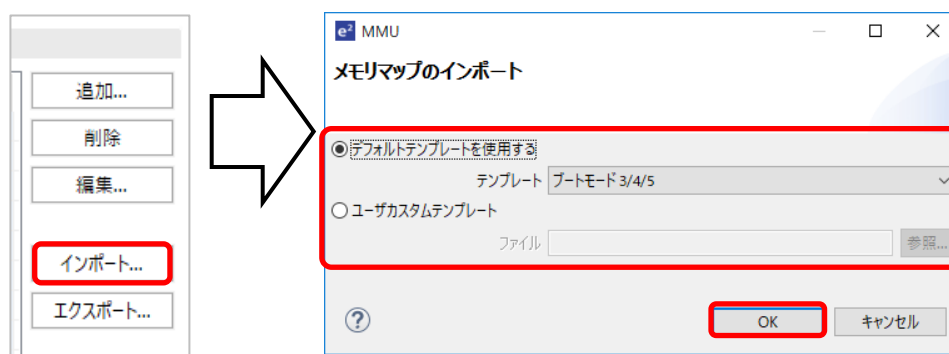 追加...
削除
編集...
インポート...
エクスポート...
e² MMU
メモリマップのインポート
デフォルトテンプレートを使用する
テンプレート ブートモード 3/4/5
ユーザカスタムテンプレート
ファイル 参照...
? OK キャンセル